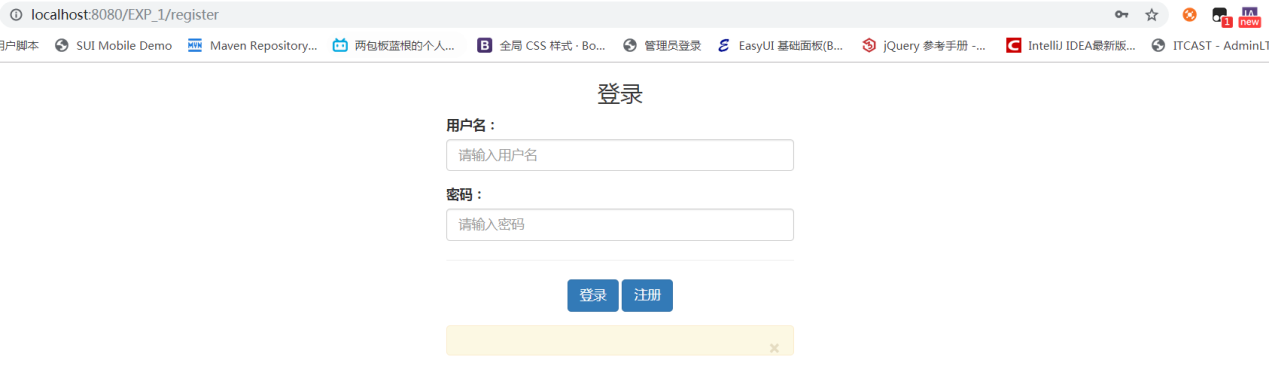 localhost:8080/EXP_1/register
用户脚本 SUI Mobile Demo MVN Maven Repository... 两包板蓝根的个人... B 全局 CSS 样式 · Bo... 管理员登录 EasyUI 基础面板(B... jQuery 参考手册 -... C IntelliJ IDEA最新版... ITCAST - AdminLT
1 new
登录
用户名：
请输入用户名
密码：
请输入密码
登录 注册
×